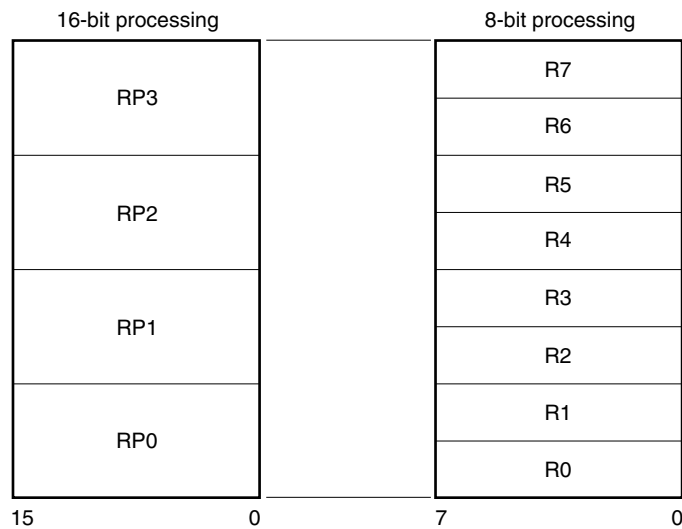 16-bit processing
8-bit processing
RP3
RP2
RP1
RP0
R7
R6
R5
R4
R3
R2
R1
R0
15 0
7 0